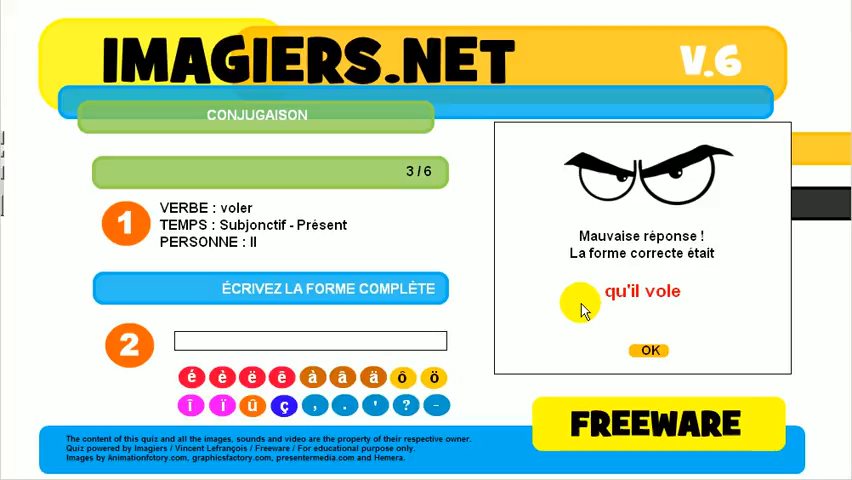 IMAGIERS.NET
V.6
CONJUGAISON
3 / 6
1
VERBE : voler
TEMPS : Subjonctif - Présent
PERSONNE : Il
ÉCRIVEZ LA FORME COMPLÈTE
2
é è ë ê à â ä ô ö
î ï û ç , . ' ? -
Mauvaise réponse !
La forme correcte était
qu'il vole
OK
FREEWARE
The content of this quiz and all the images, sounds and video are the property of their respective owner.
Quiz powered by Imagiers / Vincent Lefrançois / Freeware / For educational purpose only.
Images by Animationfctory.com, graphicsfactory.com, presentermedia.com and Hemera.